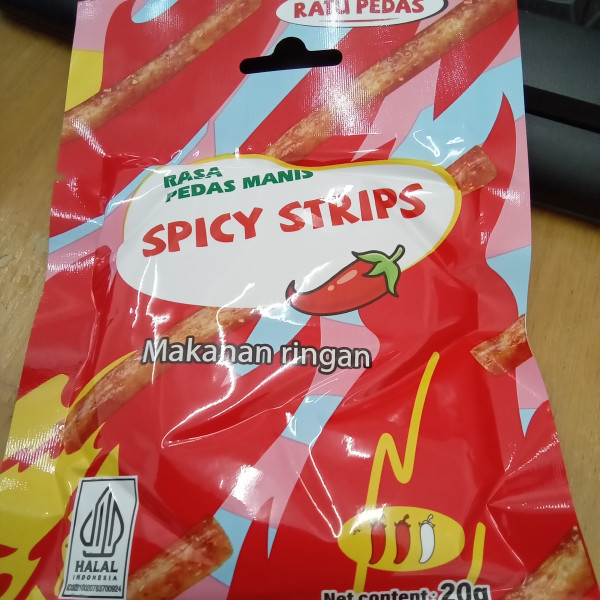 RATU PEDAS
RASA
PEDAS MANIS
SPICY STRIPS
Makanan ringan
HALAL
INDONESIA
Net content: 20g